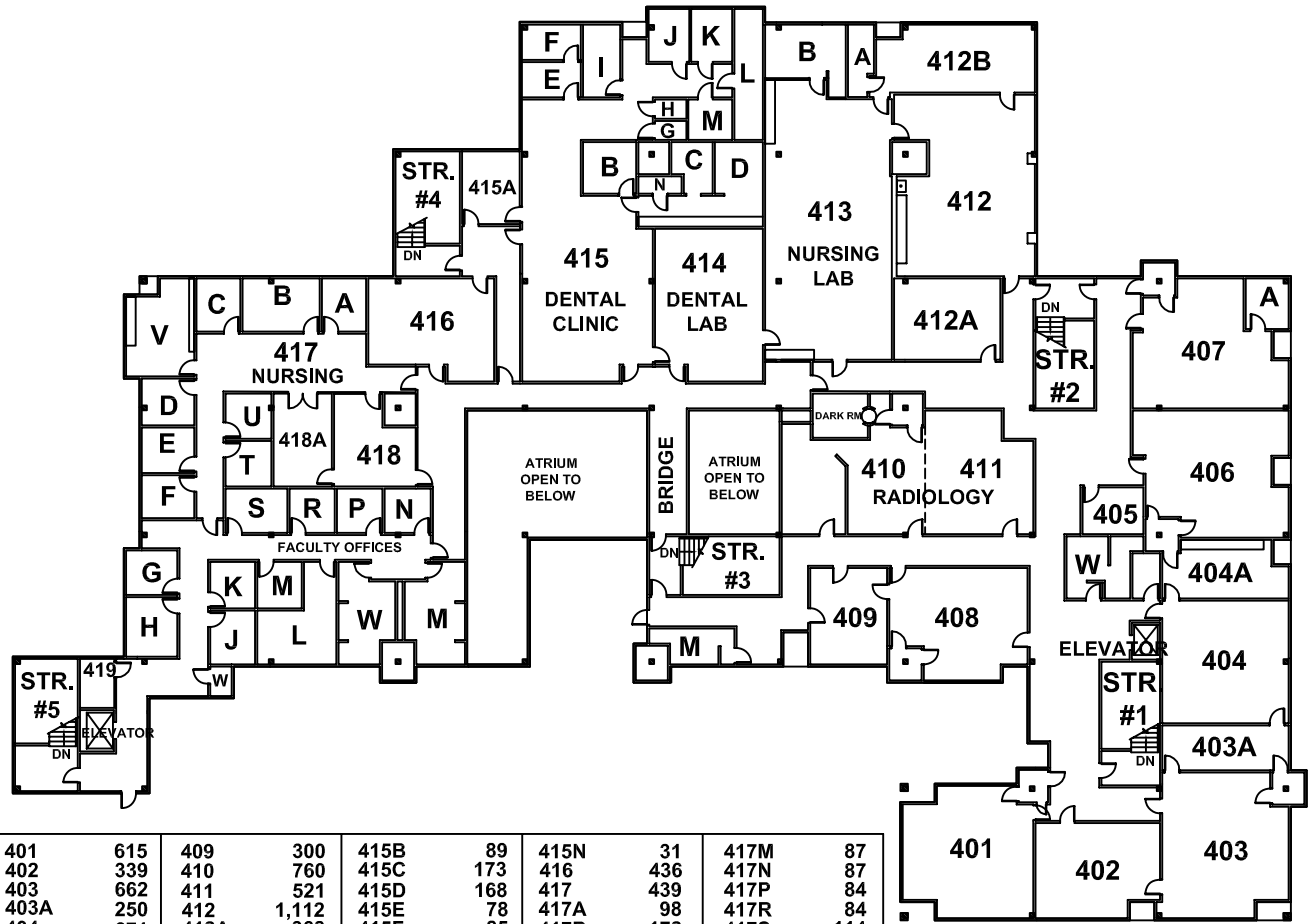 F
E
I
J
K
L
H
G
M
B
A
412B
STR.
#4
DN
415A
B
N
C
D
412
413
NURSING
LAB
415
DENTAL
CLINIC
414
DENTAL
LAB
412A
V
C
B
A
416
417
NURSING
D
E
F
U
T
418A
418
S
R
P
N
FACULTY OFFICES
ATRIUM
OPEN TO
BELOW
BRIDGE
ATRIUM
OPEN TO
BELOW
DARK RM
410
411
RADIOLOGY
DN
STR.
#2
A
407
406
405
W
404A
G
H
K
M
J
L
W
M
W
DN
STR.
#3
M
409
408
ELEVATOR
404
STR
#1
DN
403A
STR.
#5
419
ELEVATOR
DN
401
402
403
401 615
402 339
403 662
403A 250
409 300
410 760
411 521
412 1,112
415B 89
415C 173
415D 168
415E 78
415N 31
416 436
417 439
417A 98
417M 87
417N 87
417P 84
417R 84